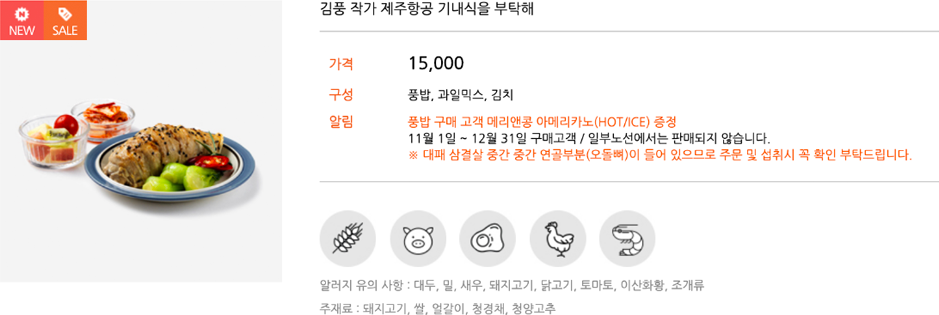 NEW
SALE
김풍 작가 제주항공 기내식을 부탁해
가격 15,000
구성 풍밥, 과일믹스, 김치
알림 풍밥 구매 고객 메리앤콩 아메리카노(HOT/ICE) 증정
11월 1일 ~ 12월 31일 구매고객 / 일부노선에서는 판매되지 않습니다.
※ 대패 삼결살 중간 중간 연골부분(오돌뼈)이 들어 있으므로 주문 및 섭취시 꼭 확인 부탁드립니다.
알러지 유의 사항 : 대두, 밀, 새우, 돼지고기, 닭고기, 토마토, 이산화황, 조개류
주재료 : 돼지고기, 쌀, 얼갈이, 청경채, 청양고추